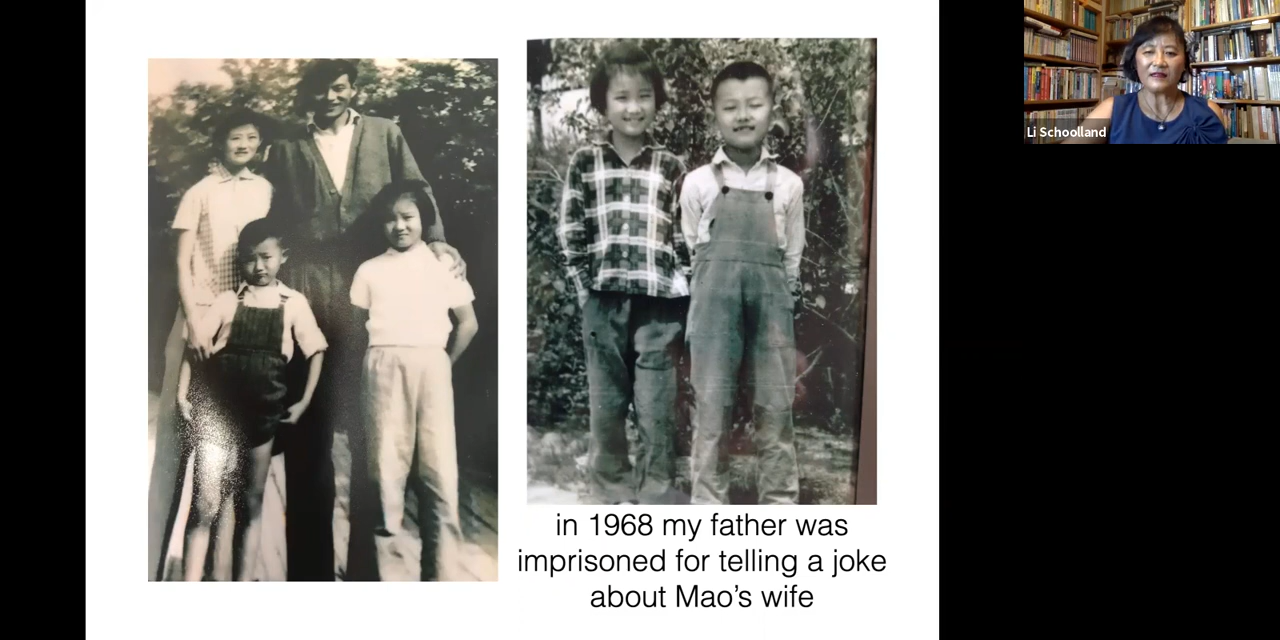 Li Schoolland
in 1968 my father was
imprisoned for telling a joke
about Mao's wife